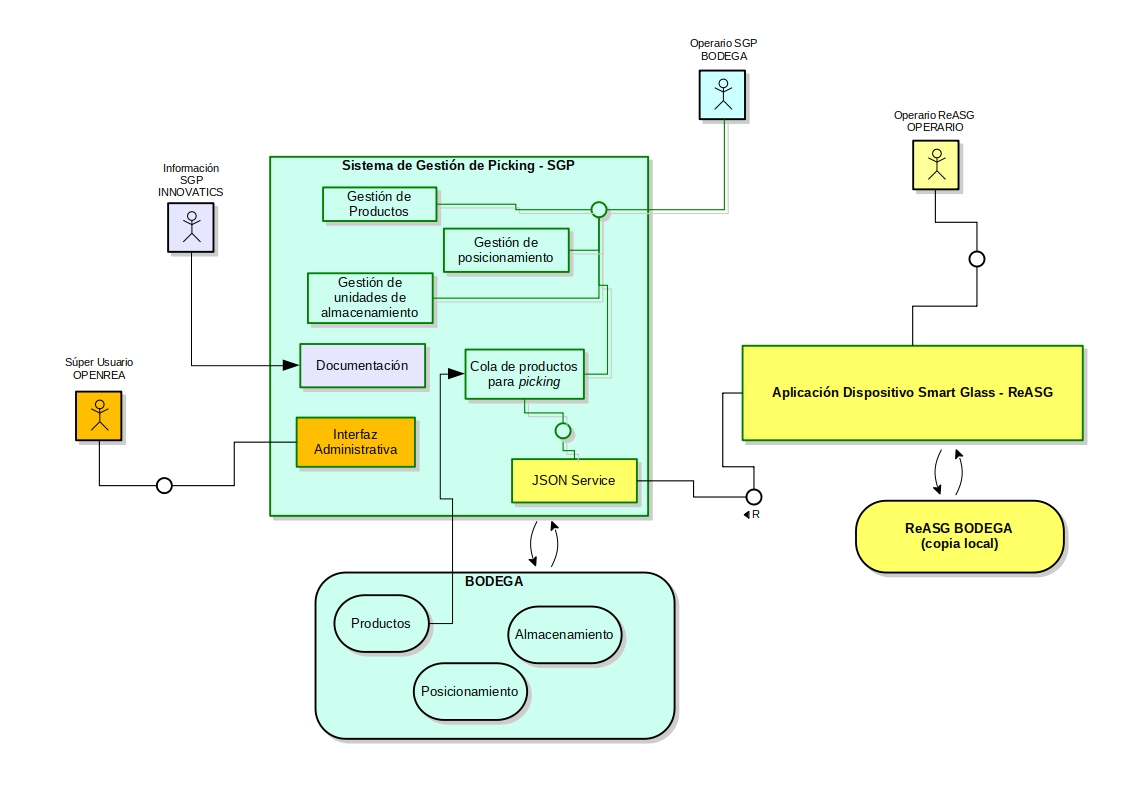 Operario SGP
BODEGA
Operario ReASG
OPERARIO
Información
SGP
INNOVATICS
Sistema de Gestión de Picking - SGP
Gestión de
Productos
Gestión de
posicionamiento
Gestión de
unidades de
almacenamiento
Súper Usuario
OPENREA
Documentación
Cola de productos
para picking
Aplicación Dispositivo Smart Glass - ReASG
Interfaz
Administrativa
JSON Service
R
ReASG BODEGA
(copia local)
BODEGA
Productos
Almacenamiento
Posicionamiento